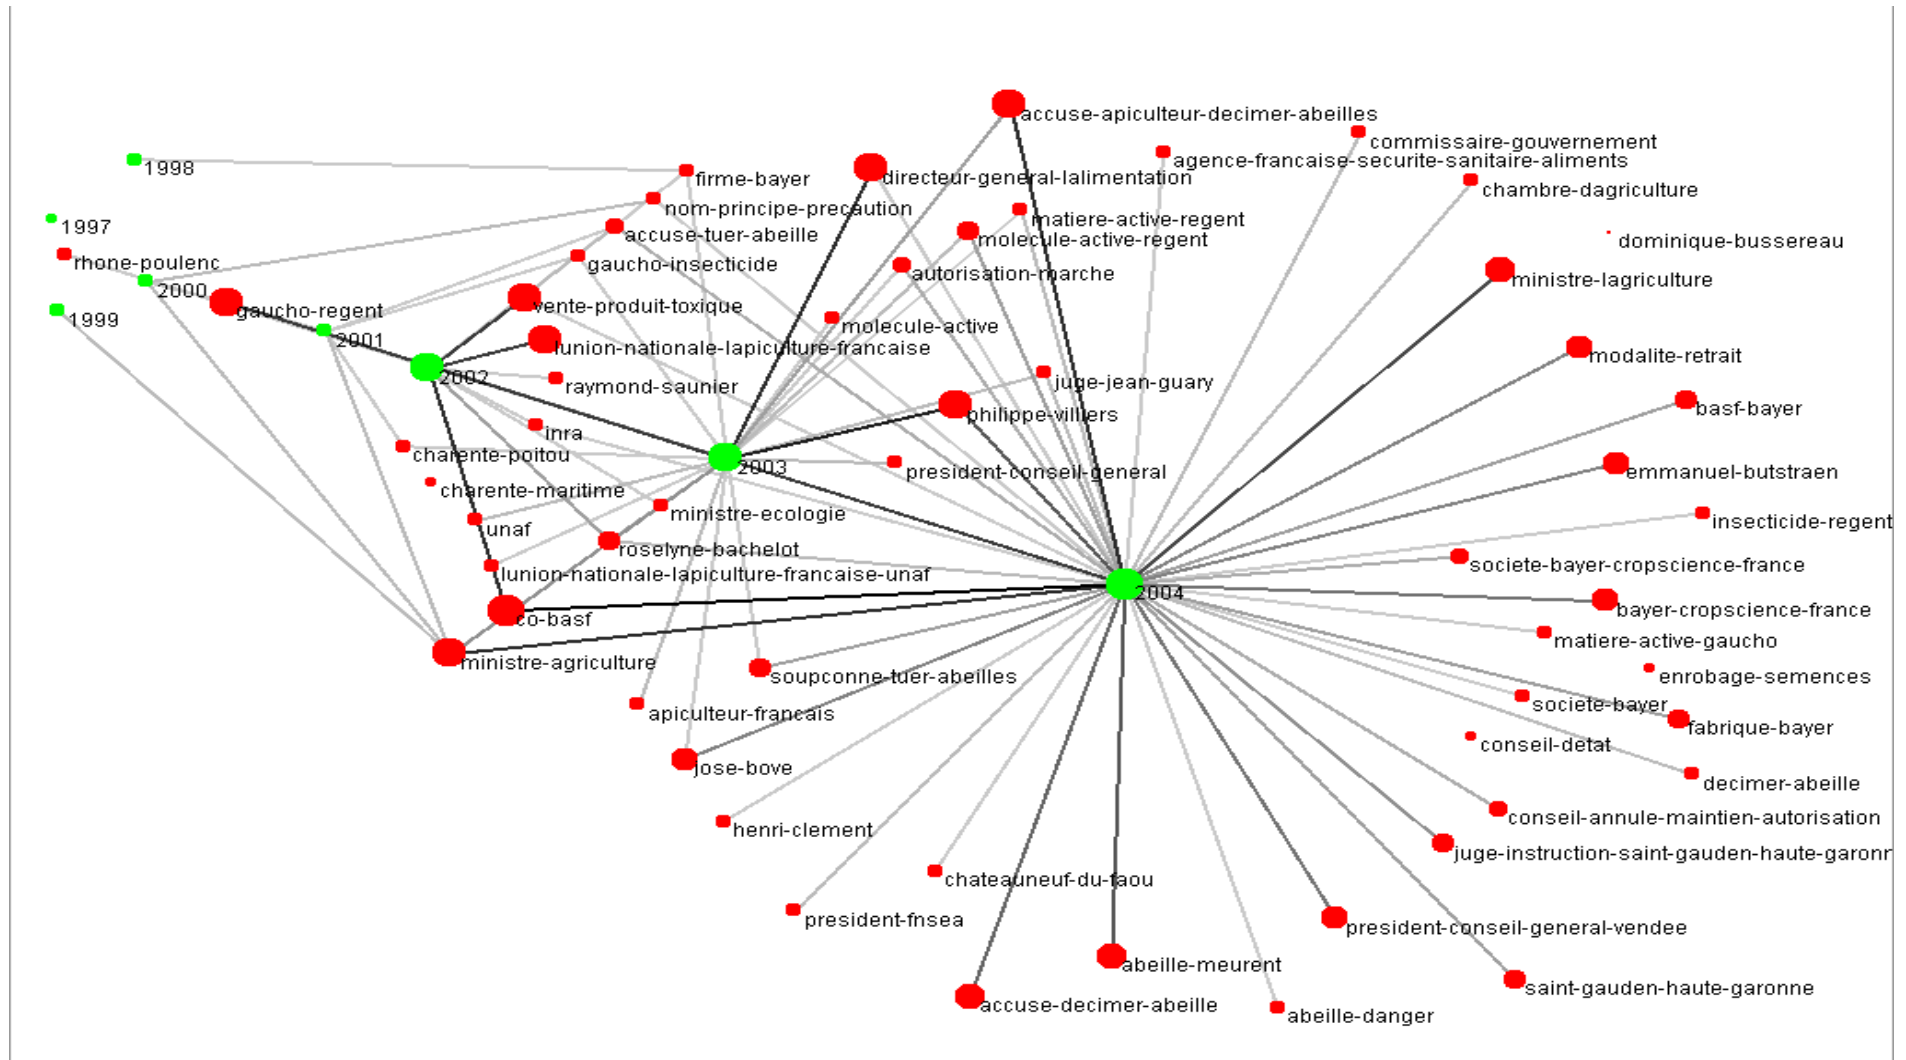 accuse-apiculteur-decimer-abeilles
commissaire-gouvernement
agence-francaise-securite-sanitaire-aliments
1998
firme-bayer
directeur-general-lalimentation
chambre-dagriculture
nom-principe-precaution
matiere-active-regent
1997
accuse-tuer-abeille
molecule-active-regent
dominique-bussereau
rhone-poulenc
gaucho-insecticide
autorisation-marche
ministre-lagriculture
2000
gaucho-regent
vente-produit-toxique
1999
molecule-active
2001
lunion-nationale-lapiculture-francaise
modalite-retrait
2002
raymond-saunier
juge-jean-guary
basf-bayer
philippe-villiers
inra
charente-poitou
2003
president-conseil-general
emmanuel-butstraen
charente-maritime
ministre-ecologie
insecticide-regent
unaf
roselyne-bachelot
societe-bayer-cropscience-france
lunion-nationale-lapiculture-francaise-unaf
2004
bayer-cropscience-france
co-basf
matiere-active-gaucho
ministre-agriculture
soupconne-tuer-abeilles
enrobage-semences
societe-bayer
apiculteur-francais
fabrique-bayer
conseil-detat
jose-bove
decimer-abeille
conseil-annule-maintien-autorisation
henri-clement
juge-instruction-saint-gauden-haute-garonr
chateauneuf-du-faou
president-fnsea
president-conseil-general-vendee
abeille-meurent
saint-gauden-haute-garonne
accuse-decimer-abeille
abeille-danger